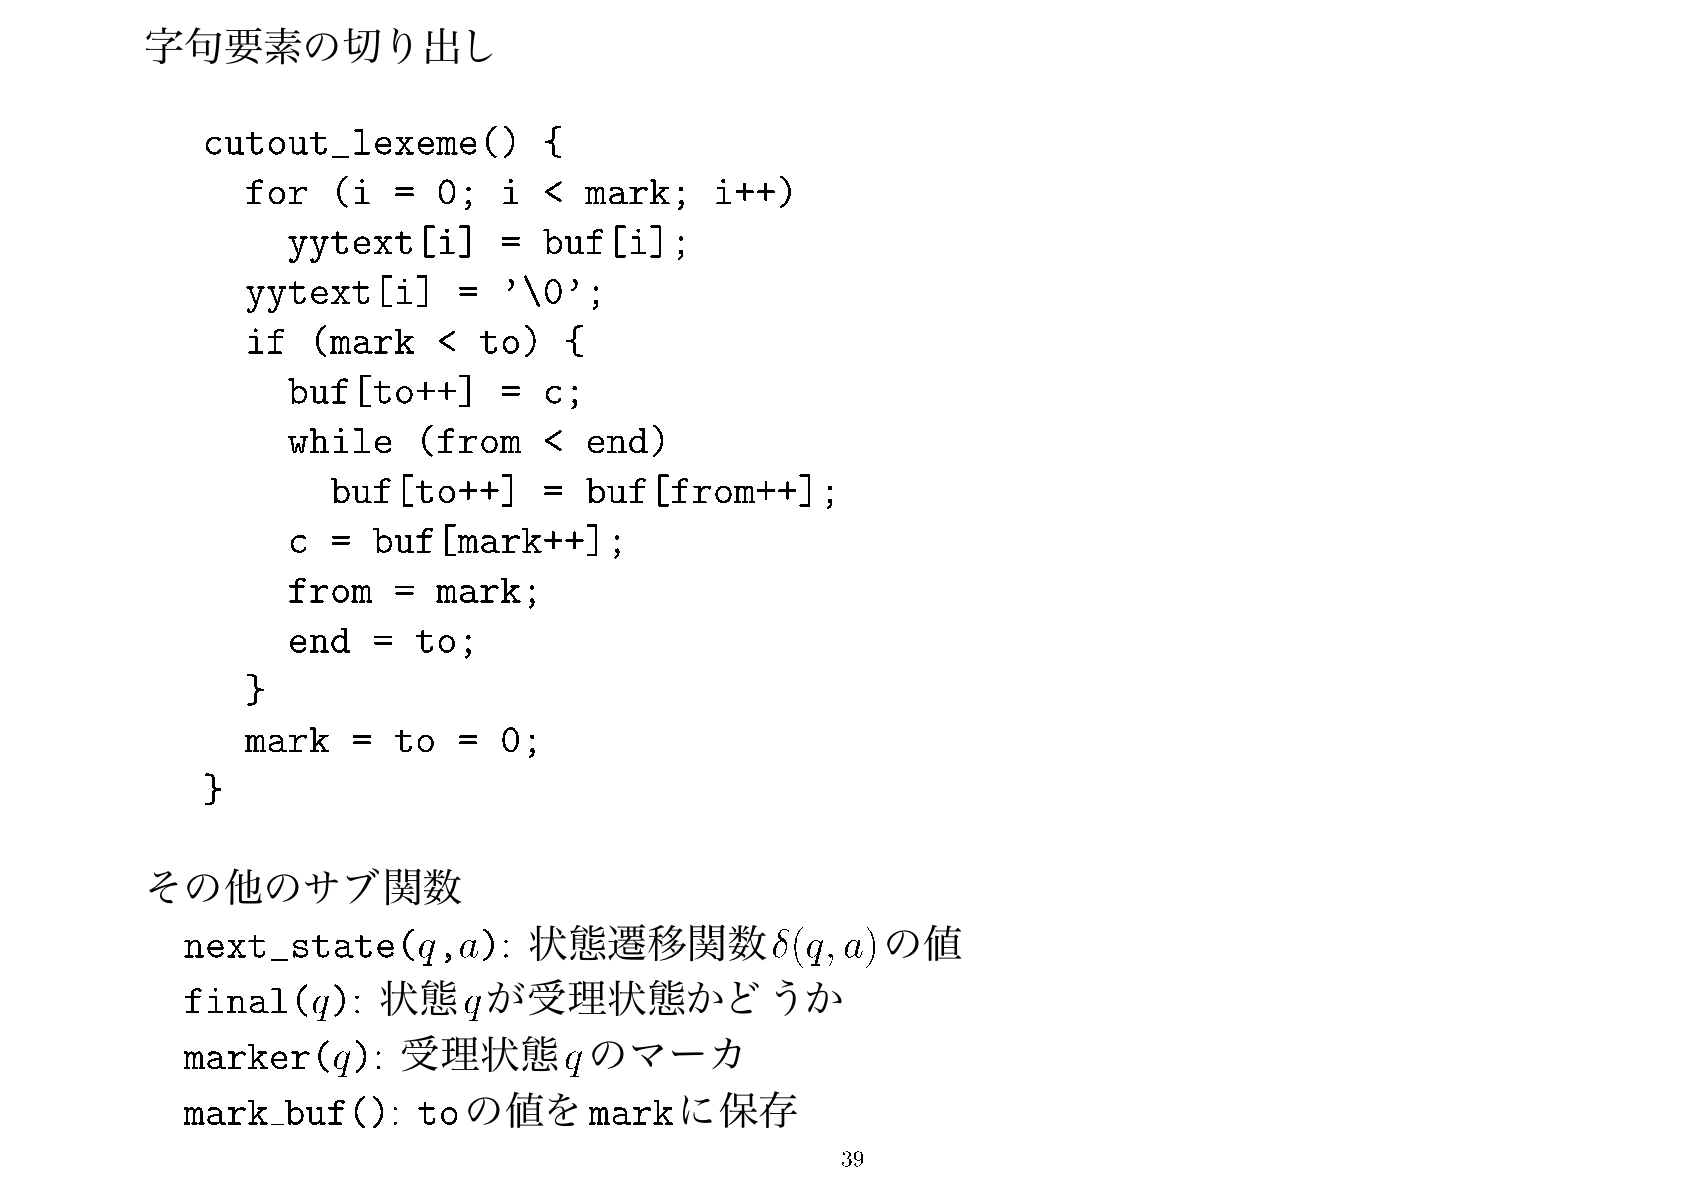 字句要素の切り出し
cutout_lexeme() {
  for (i = 0; i < mark; i++)
    yytext[i] = buf[i];
  yytext[i] = ’\0’;
  if (mark < to) {
    buf[to++] = c;
    while (from < end)
      buf[to++] = buf[from++];
    c = buf[mark++];
    from = mark;
    end = to;
  }
  mark = to = 0;
}
その他のサブ関数
next_state(q,a): 状態遷移関数δ(q, a)の値
final(q): 状態qが受理状態かどうか
marker(q): 受理状態qのマーカ
mark_buf(): toの値をmarkに保存
39